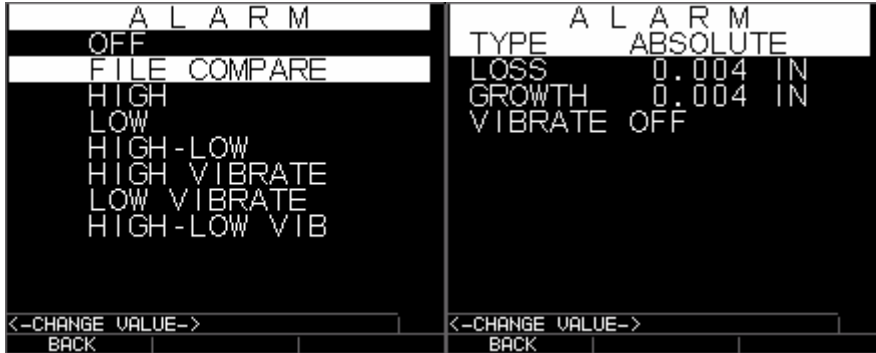 A L A R M
OFF
FILE COMPARE
HIGH
LOW
HIGH-LOW
HIGH VIBRATE
LOW VIBRATE
HIGH-LOW VIB
<-CHANGE VALUE->
BACK
A L A R M
TYPE ABSOLUTE
LOSS 0.004 IN
GROWTH 0.004 IN
VIBRATE OFF
<-CHANGE VALUE->
BACK